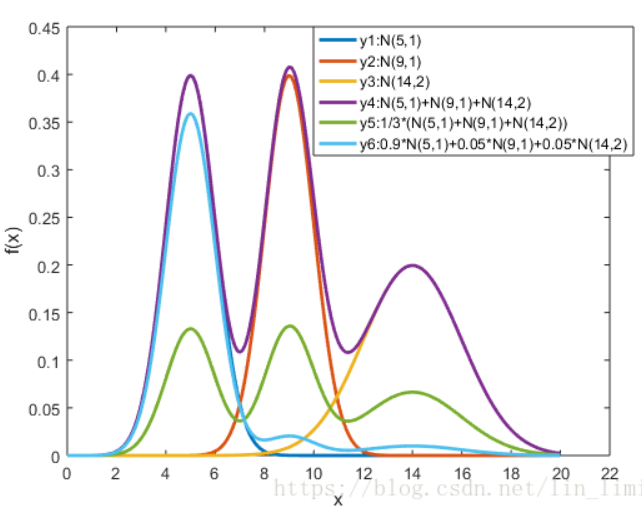 0.45
y1:N(5,1)
y2:N(9,1)
y3:N(14,2)
y4:N(5,1)+N(9,1)+N(14,2)
y5:1/3*(N(5,1)+N(9,1)+N(14,2))
y6:0.9*N(5,1)+0.05*N(9,1)+0.05*N(14,2)
0.4
0.35
0.3
0.25
f(x)
0.2
0.15
0.1
0.05
0
0 2 4 6 8 10 12 14 16 18 20 22
x
https://blog.csdn.net/lin_limi